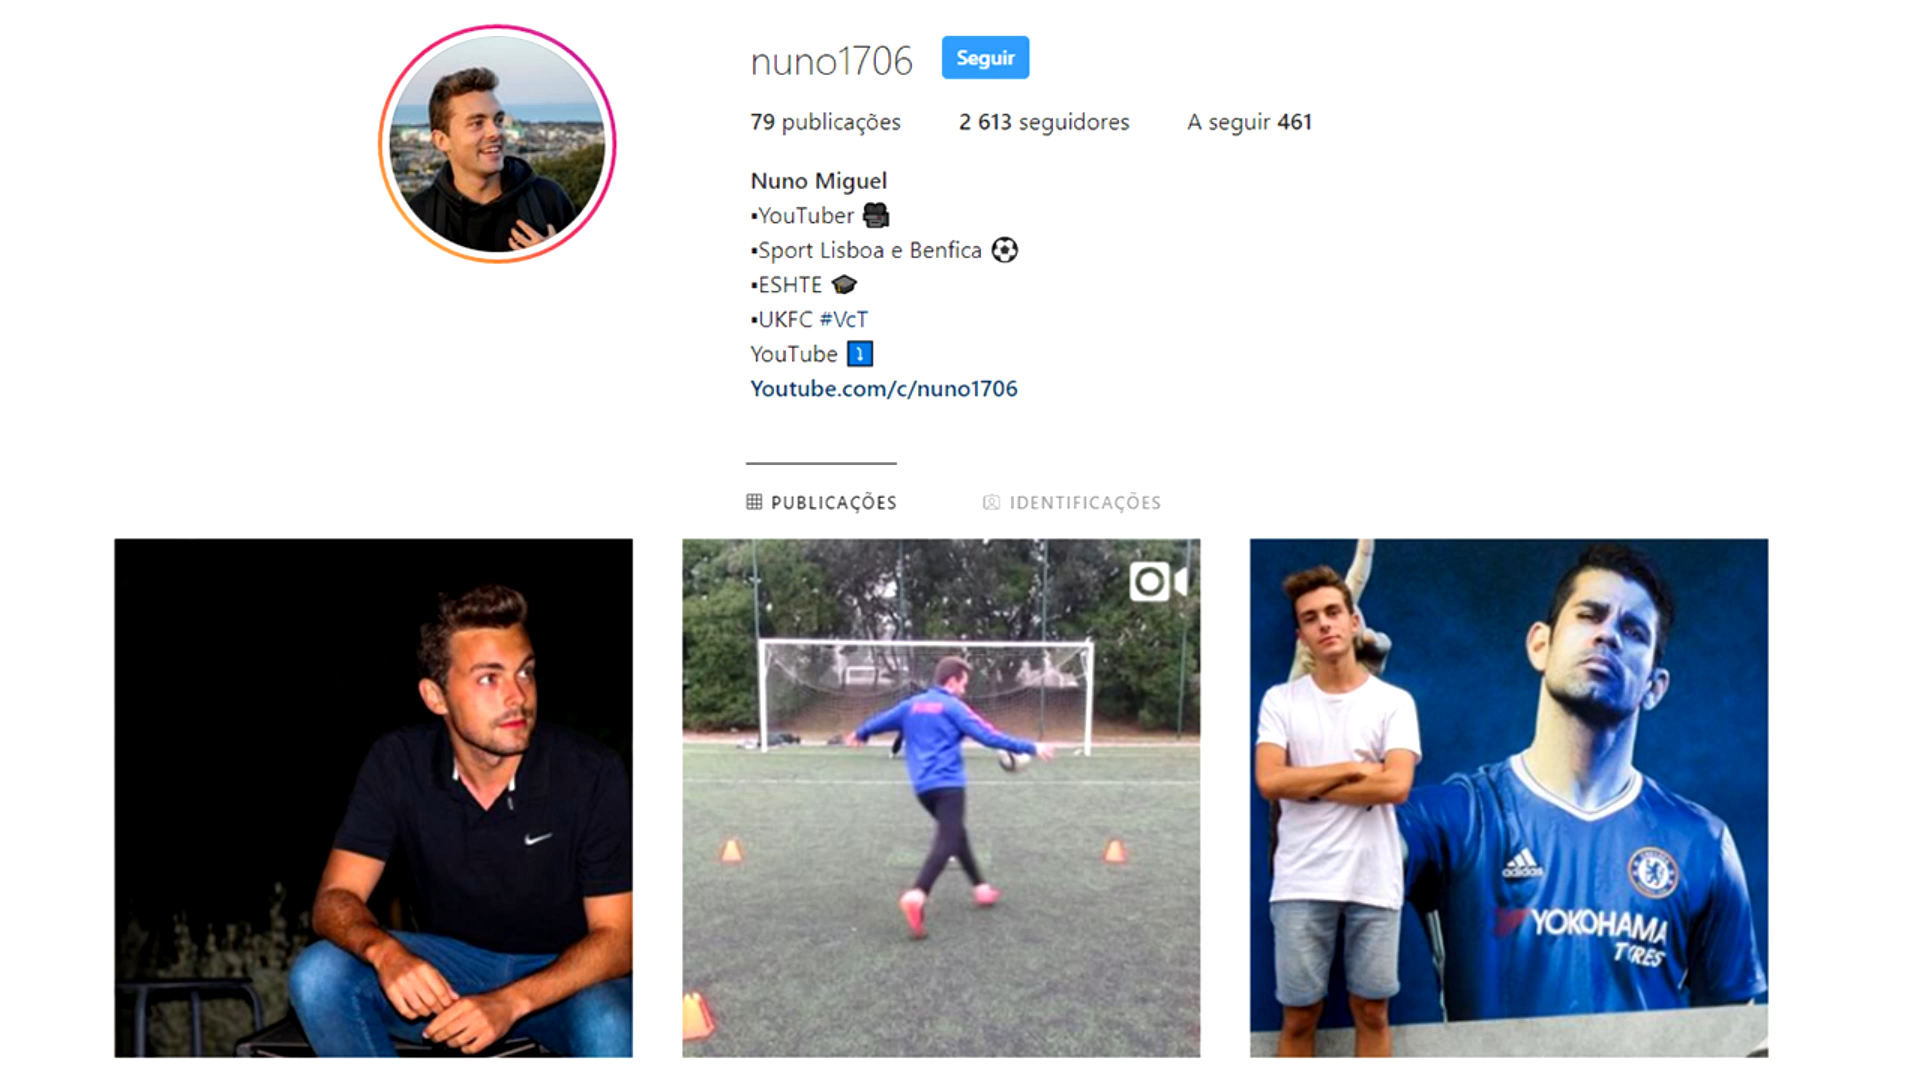 nuno1706 Seguir
79 publicações 2 613 seguidores A seguir 461
Nuno Miguel
▪YouTuber 🎥
▪Sport Lisboa e Benfica ⚽
▪ESHTE 🎓
▪UKFC #VcT
YouTube ⤵
Youtube.com/c/nuno1706
PUBLICAÇÕES IDENTIFICAÇÕES
adidas
YOKOHAMA
TYRES